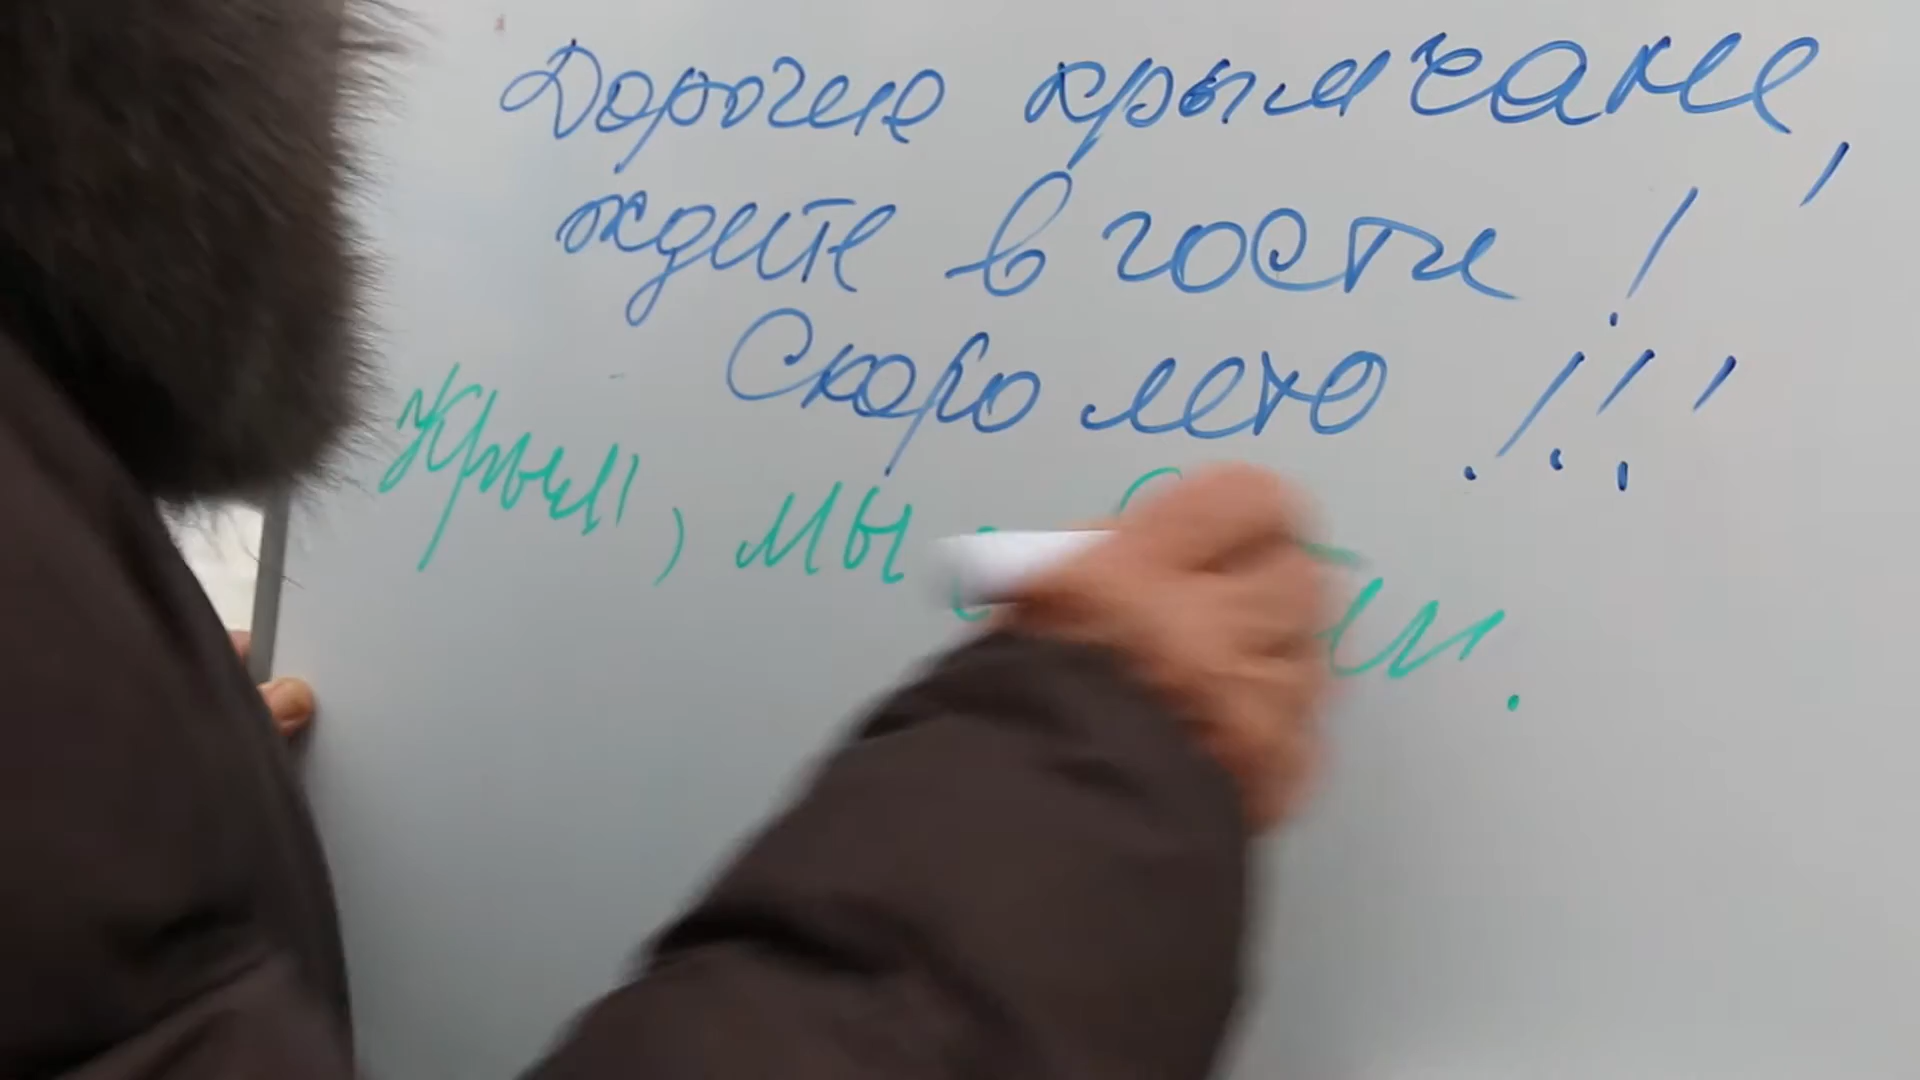 Дорогие крымчане,
ждите в гости!
Скоро лето!!!
Крым, мы